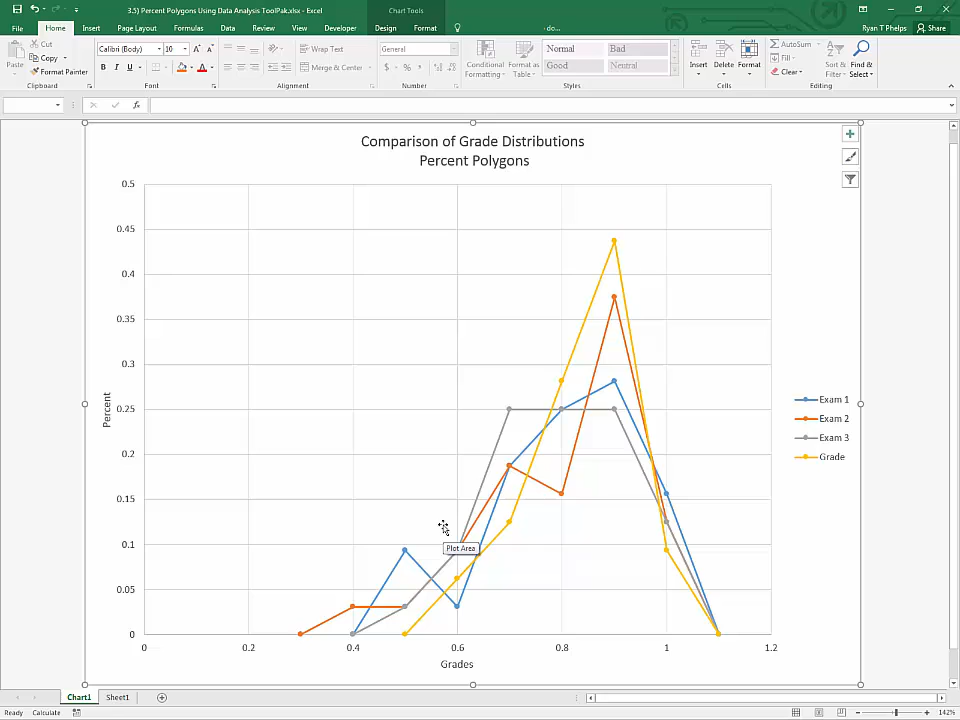 3.5) Percent Polygons Using Data Analysis ToolPak.xlsx - Excel
Chart Tools
File Home Insert Page Layout Formulas Data Review View Developer Design Format ...do... Ryan T Phelps Share
Paste
Cut
Copy
Format Painter
Clipboard
Calibri (Body) 10
B I U
Font
Wrap Text
Merge & Center
Alignment
General
$ % ,
Number
Conditional Formatting
Format as Table
Normal Bad
Good Neutral
Styles
Insert Delete Format
Cells
AutoSum
Fill
Clear
Sort & Filter
Find & Select
Editing
fx
Comparison of Grade Distributions
Percent Polygons
0.5
0.45
0.4
0.35
0.3
0.25
0.2
0.15
0.1
0.05
0
Percent
Plot Area
Exam 1
Exam 2
Exam 3
Grade
0 0.2 0.4 0.6 0.8 1 1.2
Grades
Chart1 Sheet1
Ready Calculate 142%